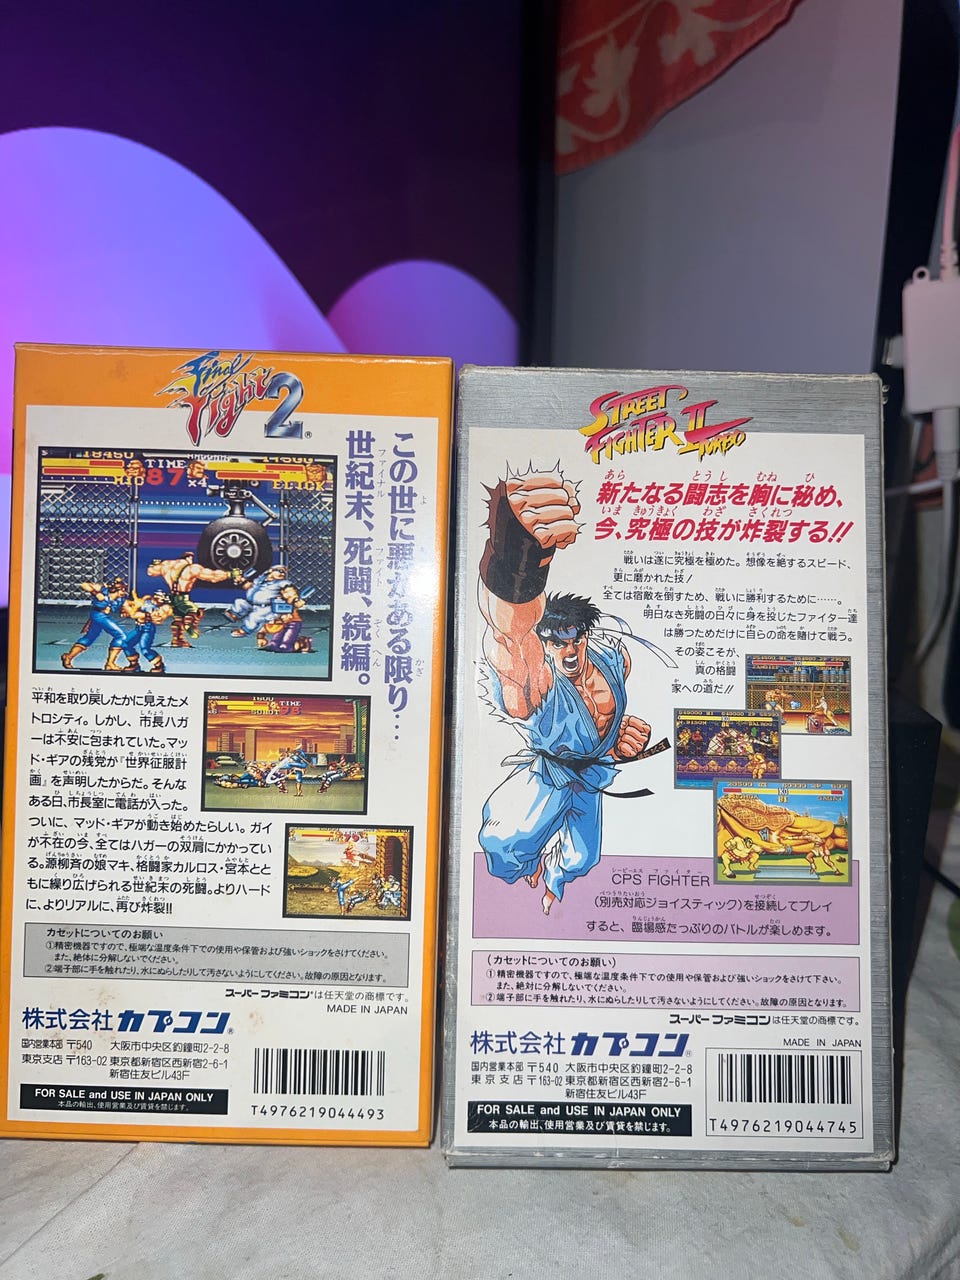 Final Fight 2
この世に悪がある限り…
世紀末、死闘、続編。
TIME
87
平和を取り戻したかに見えたメ
トロシティ。しかし、市長ハガ
ーは不安に包まれていた。マッ
ド・ギアの残党が『世界征服計
画』を声明したからだ。そんな
ある日、市長室に電話が入った。
ついに、マッド・ギアが動き始めたらしい。ガイ
が不在の今、全てはハガーの双肩にかかってい
る。源柳斉の娘マキ、格闘家カルロス・宮本とと
もに繰り広げられる世紀末の死闘。よりハード
に、よりリアルに、再び炸裂!!
カセットについてのお願い
①精密機器ですので、極端な温度条件下での使用や保管および強いショックをさけてください。
また、絶体に分解しないでください。
②端子部に手を触れたり、水にぬらしたりして汚さないようにしてください。故障の原因となります。
スーパーファミコン®は任天堂の商標です。
MADE IN JAPAN
株式会社カプコン®
国内営業本部 〒540 大阪市中央区釣鐘町2-2-8
東京支店 〒163-02 東京都新宿区西新宿2-6-1
新宿住友ビル43F
FOR SALE and USE IN JAPAN ONLY
本品の輸出、使用営業及び賃貸を禁じます。
T4976219044493
STREET FIGHTER II TURBO
新たなる闘志を胸に秘め、
今、究極の技が炸裂する!!
戦いは遂に究極を極めた。想像を絶するスピード、
更に磨かれた技!
全ては宿敵を倒すため、戦いに勝利するために……。
明日なき死闘の日々に身を投じたファイター達
は勝つためだけに自らの命を賭けて戦う。
その姿こそが、
真の格闘
家への道だ!!
CPS FIGHTER
(別売対応ジョイスティック)を接続してプレイ
すると、臨場感たっぷりのバトルが楽しめます。
(カセットについてのお願い)
①精密機器ですので、極端な温度条件下での使用や保管および強いショックをさけて下さい。
また、絶対に分解しないでください。
②端子部に手を触れたり、水にぬらしたりして汚さないようにしてください。故障の原因となります。
スーパーファミコンは任天堂の商標です。
MADE IN JAPAN
株式会社カプコン®
国内営業本部 〒540 大阪市中央区釣鐘町2-2-8
東京支店 〒163-02 東京都新宿区西新宿2-6-1
新宿住友ビル43F
FOR SALE and USE IN JAPAN ONLY
本品の輸出、使用営業及び賃貸を禁じます。
T4976219044745